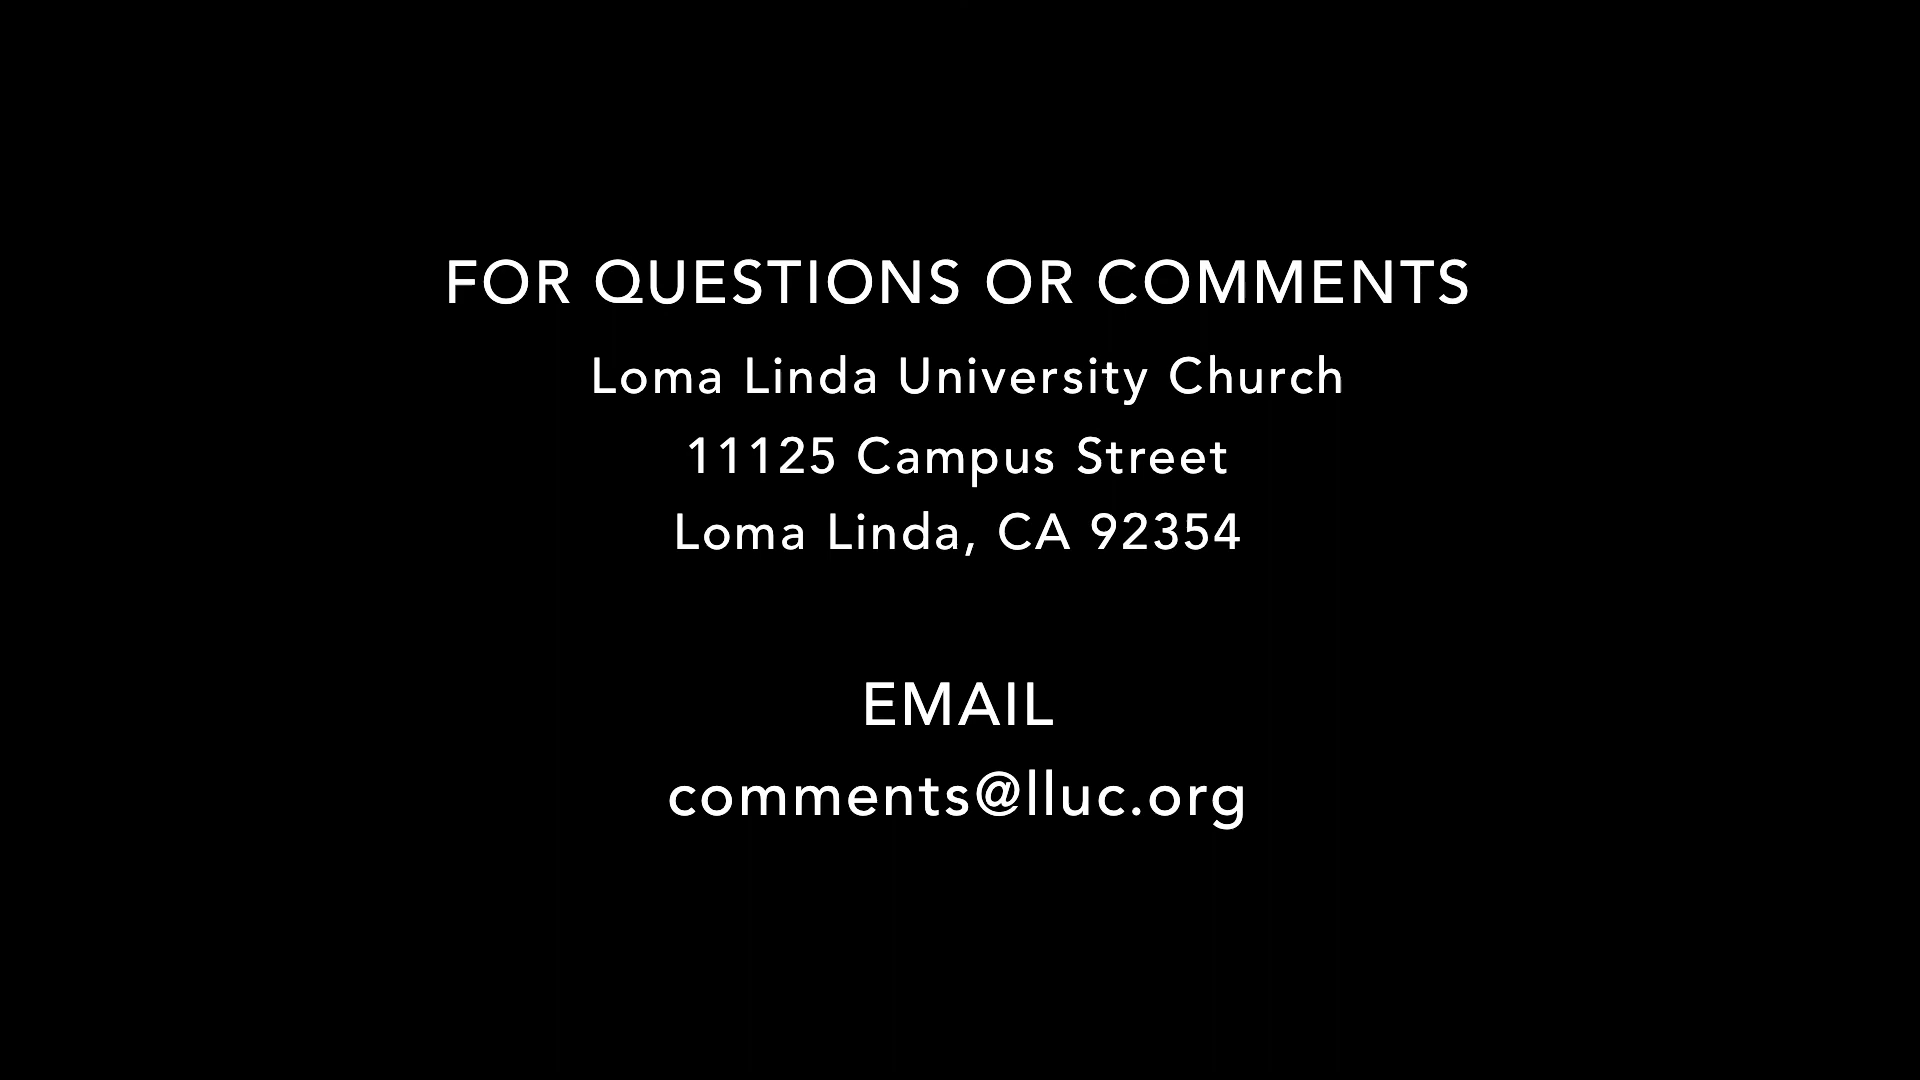 FOR QUESTIONS OR COMMENTS
Loma Linda University Church
11125 Campus Street
Loma Linda, CA 92354
EMAIL
comments@lluc.org